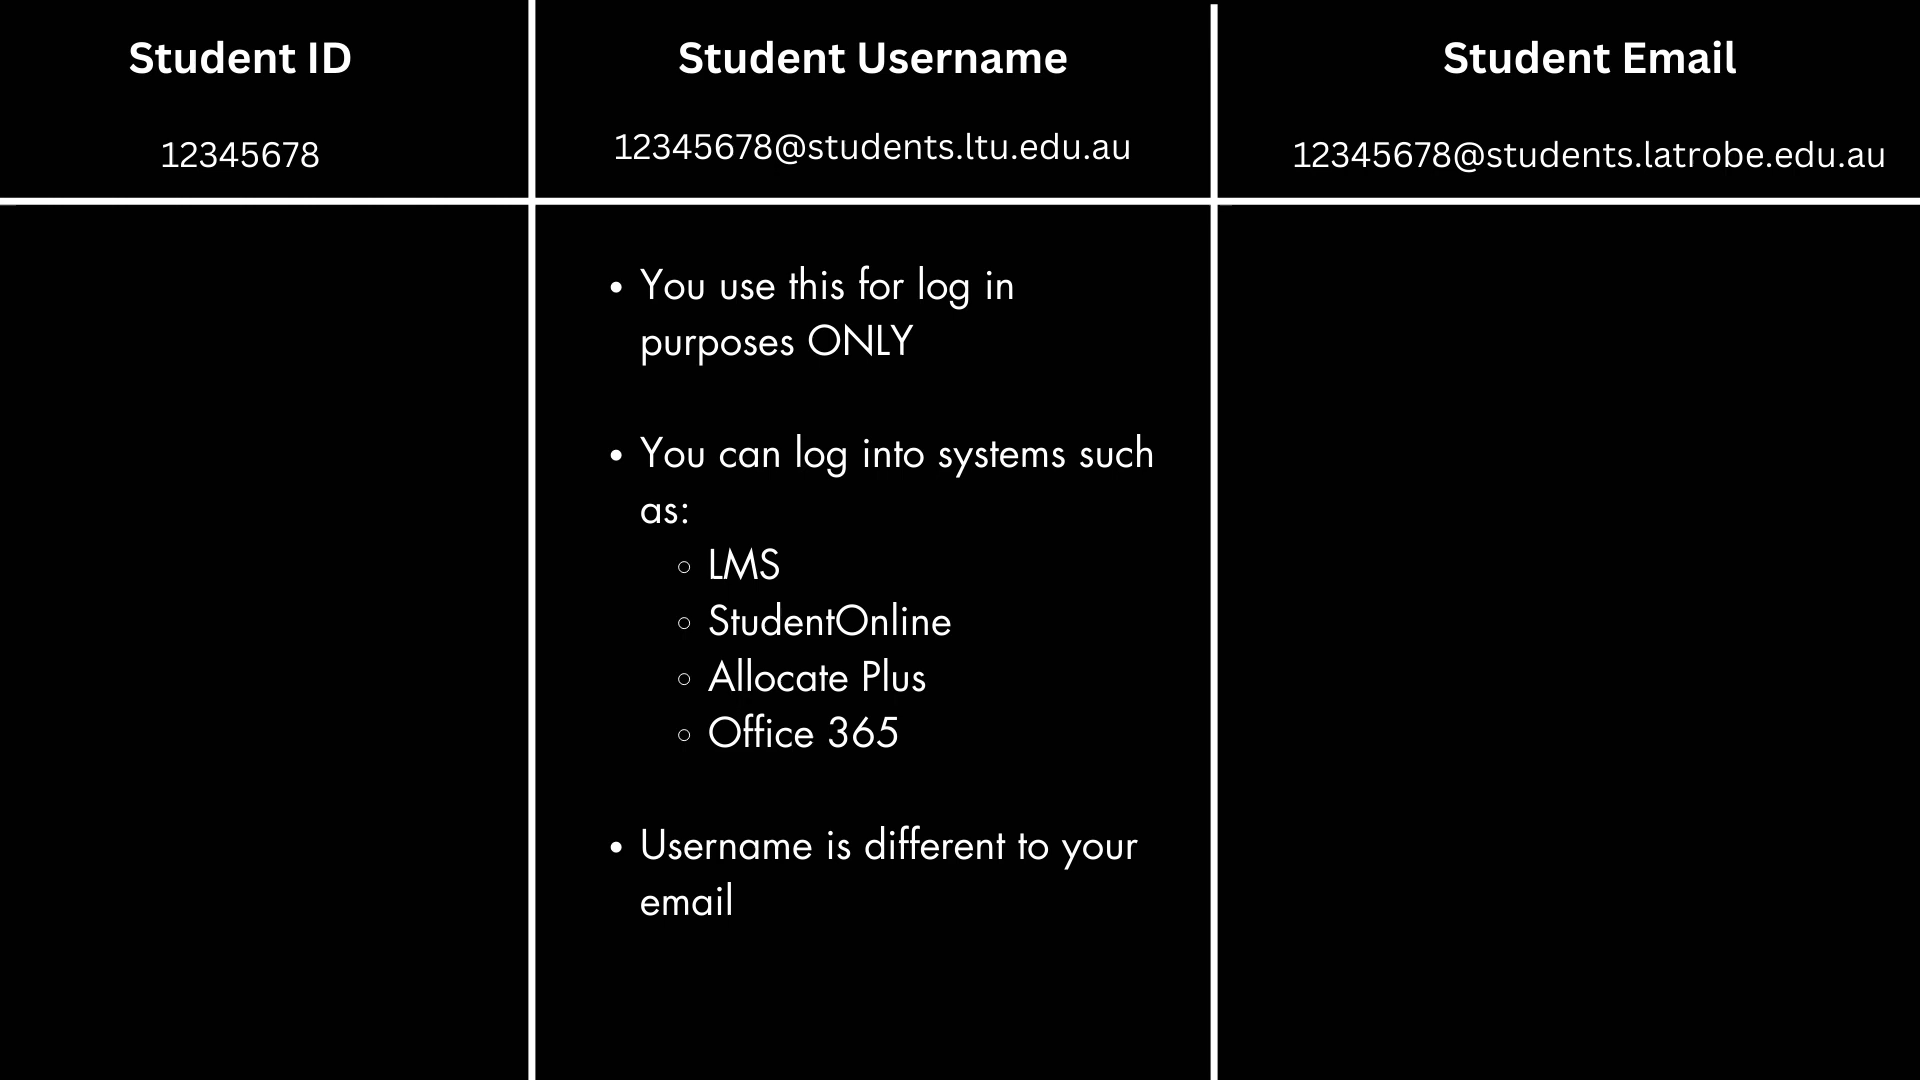 Student ID
Student Username
Student Email
12345678
12345678@students.ltu.edu.au
12345678@students.latrobe.edu.au
• You use this for log in
purposes ONLY
• You can log into systems such
as:
◦ LMS
◦ StudentOnline
◦ Allocate Plus
◦ Office 365
• Username is different to your
email